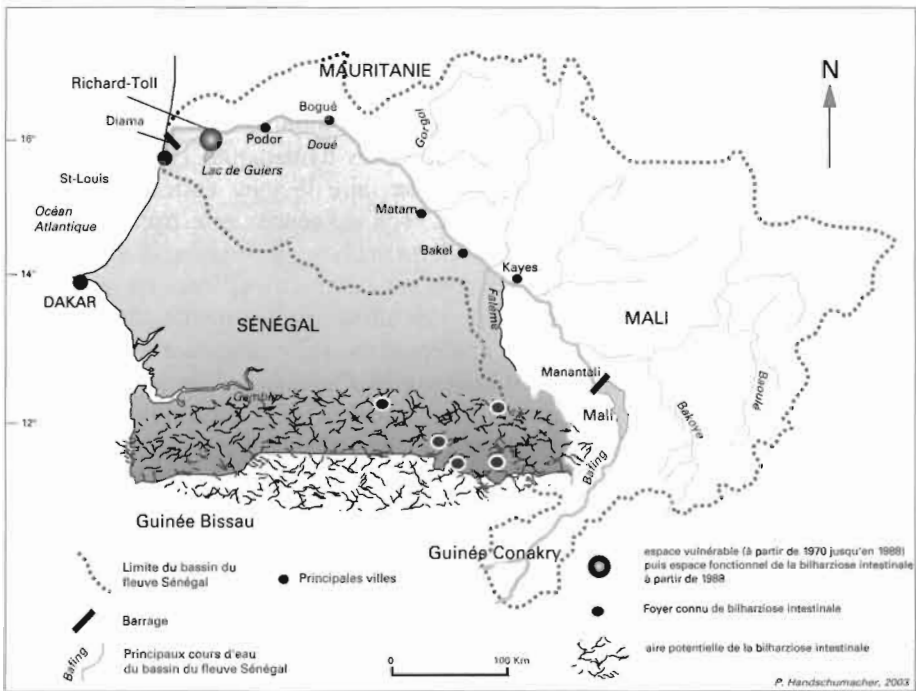 MAURITANIE
N
Richard-Toll
Bogué
Diama
Gorgol
16°
Podor
Doué
Lac de Guiers
St-Louis
Océan
Atlantique
Matam
Bakel
14°
Kayes
DAKAR
Falémé
SÉNÉGAL
MALI
Manantali
Gambie
Mali
Bakoye
Baoulé
12°
Bafing
Guinée Bissau
Guinée Conakry
Limite du bassin du
fleuve Sénégal
Principales villes
Barrage
Bafing
Principaux cours d'eau
du bassin du fleuve Sénégal
0 100 Km
espace vulnérable (à partir de 1970 jusqu'en 1988)
puis espace fonctionnel de la bilharziose intestinale
à partir de 1988
Foyer connu de bilharziose intestinale
aire potentielle de la bilharziose intestinale
P. Handschumacher, 2003